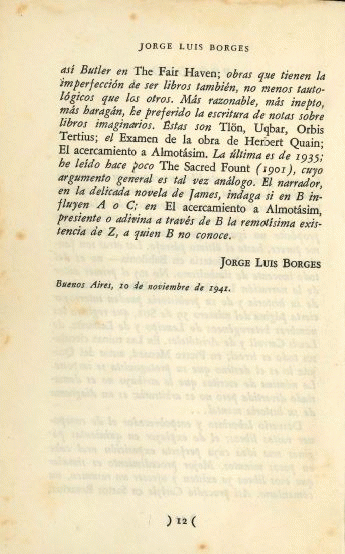 JORGE LUIS BORGES
así Butler en The Fair Haven; obras que tienen la
imperfección de ser libros también, no menos tauto-
lógicos que los otros. Más razonable, más inepto,
más haragán, he preferido la escritura de notas sobre
libros imaginarios. Estas son Tlön, Uqbar, Orbis
Tertius; el Examen de la obra de Herbert Quain;
El acercamiento a Almotásim. La última es de 1935;
he leído hace poco The Sacred Fount (1901), cuyo
argumento general es tal vez análogo. El narrador,
en la delicada novela de James, indaga si en B in-
fluyen A o C; en El acercamiento a Almotásim,
presiente o adivina a través de B la remotísima exis-
tencia de Z, a quien B no conoce.
JORGE LUIS BORGES
Buenos Aires, 10 de noviembre de 1941.
) 12 (